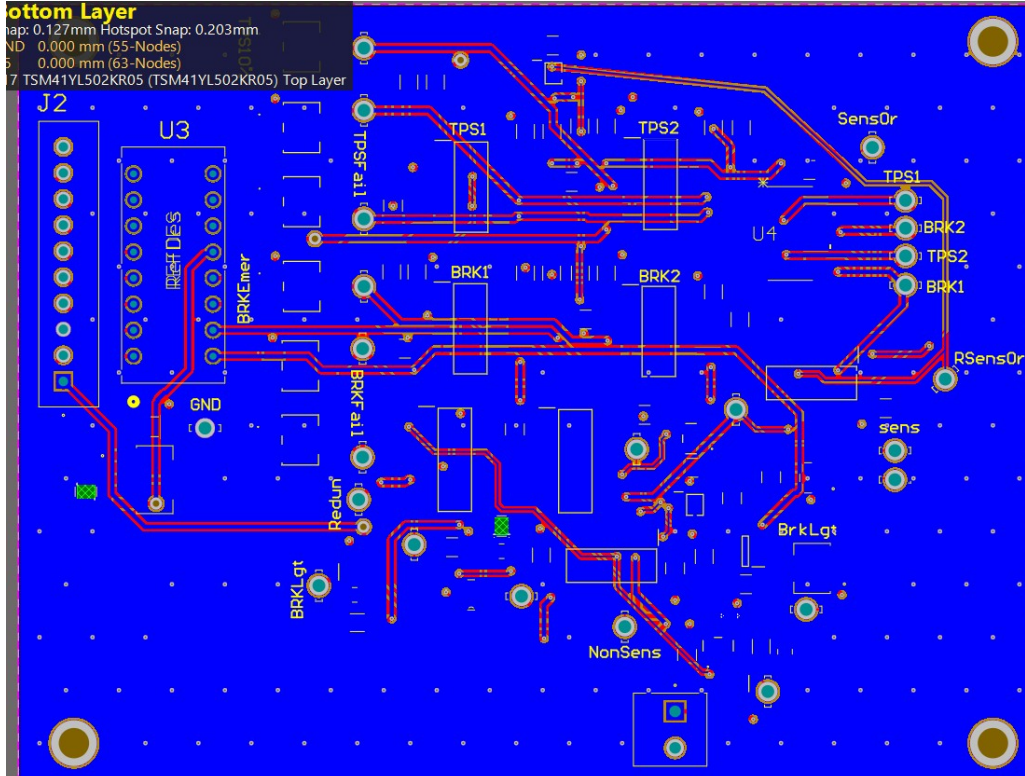 ottom Layer
nap: 0.127mm Hotspot Snap: 0.203mm
ND 0.000 mm (55-Nodes)
5 0.000 mm (63-Nodes)
17 TSM41YL502KR05 (TSM41YL502KR05) Top Layer
J2
U3
TPS1
TPS2
SensOr
TPSFail
TPS1
U4
BRK2
TPS2
BRK1
BRK1
BRK2
BRKEmer
RSensOr
GND
BRKFail
sens
Redun
BrkLgt
BRKLgt
NonSens